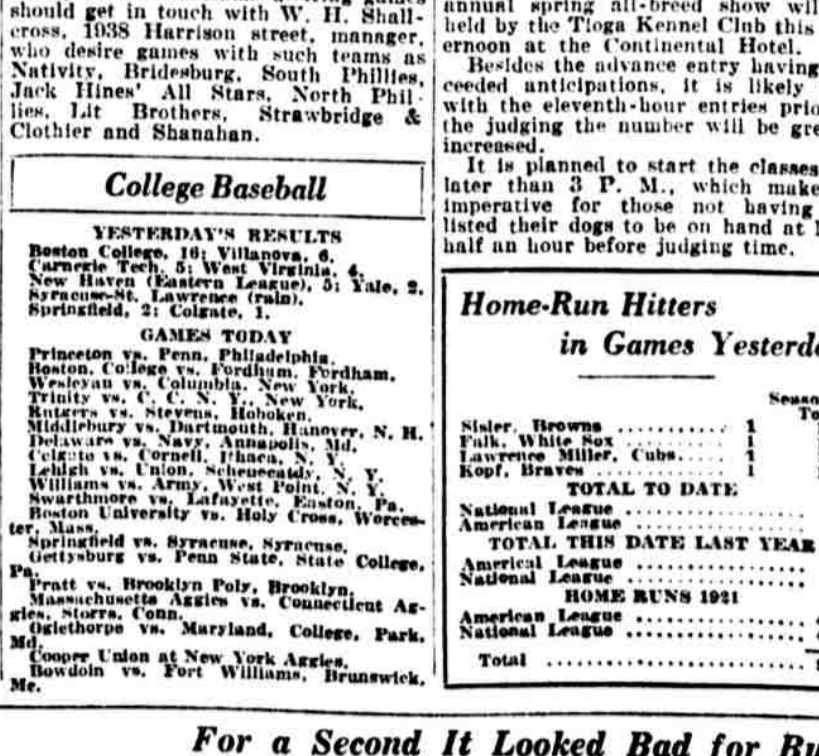 should get in touch with W. H. Shall-
cross, 1938 Harrison street, manager,
who desire games with such teams as
Nativity, Bridesburg, South Phillies,
Jack Hines' All Stars, North Phil-
lies, Lit Brothers, Strawbridge &
Clothier and Shanahan.
College Baseball
YESTERDAY'S RESULTS
Boston College, 16; Villanova, 6.
Carnegie Tech, 5; West Virginia, 4.
New Haven (Eastern League), 5; Yale, 2.
Syracuse-St. Lawrence (rain).
Springfield, 2; Colgate, 1.
GAMES TODAY
Princeton vs. Penn, Philadelphia.
Boston, College vs. Fordham, Fordham.
Wesleyan vs. Columbia, New York.
Trinity vs. C. C. N. Y., New York.
Rutgers vs. Stevens, Hoboken.
Middlebury vs. Dartmouth, Hanover, N. H.
Delaware vs. Navy, Annapolis, Md.
Colgate vs. Cornell, Ithaca, N. Y.
Lehigh vs. Union, Schenectady, N. Y.
Williams vs. Army, West Point, N. Y.
Swarthmore vs. Lafayette, Easton, Pa.
Boston University vs. Holy Cross, Worces-
ter, Mass.
Springfield vs. Syracuse, Syracuse.
Gettysburg vs. Penn State, State College,
Pa.
Pratt vs. Brooklyn Poly, Brooklyn.
Massachusetts Aggies vs. Connecticut Ag-
gies, Storrs, Conn.
Oglethorpe vs. Maryland, College, Park,
Md.
Cooper Union at New York Aggies.
Bowdoin vs. Fort Williams, Brunswick,
Me.
annual spring all-breed show wil
held by the Tioga Kennel Club this
ernoon at the Continental Hotel.
Besides the advance entry having
ceeded anticipations, it is likely
with the eleventh-hour entries prio
the judging the number will be gre
increased.
It is planned to start the classes
later than 3 P. M., which make
imperative for those not having
listed their dogs to be on hand at
half an hour before judging time.
Home-Run Hitters
in Games Yesterd
Season
To
Sisler, Browns ........... 1
Falk, White Sox .......... 1
Lawrence Miller, Cubs.... 1
Kopf, Braves ............ 1
TOTAL TO DATE
National League ..................
American League .................
TOTAL THIS DATE LAST YEAR
Americal League .................
National League .................
HOME RUNS 1921
American League ..................
National League ..................
Total ..........................
For a Second It Looked Bad for